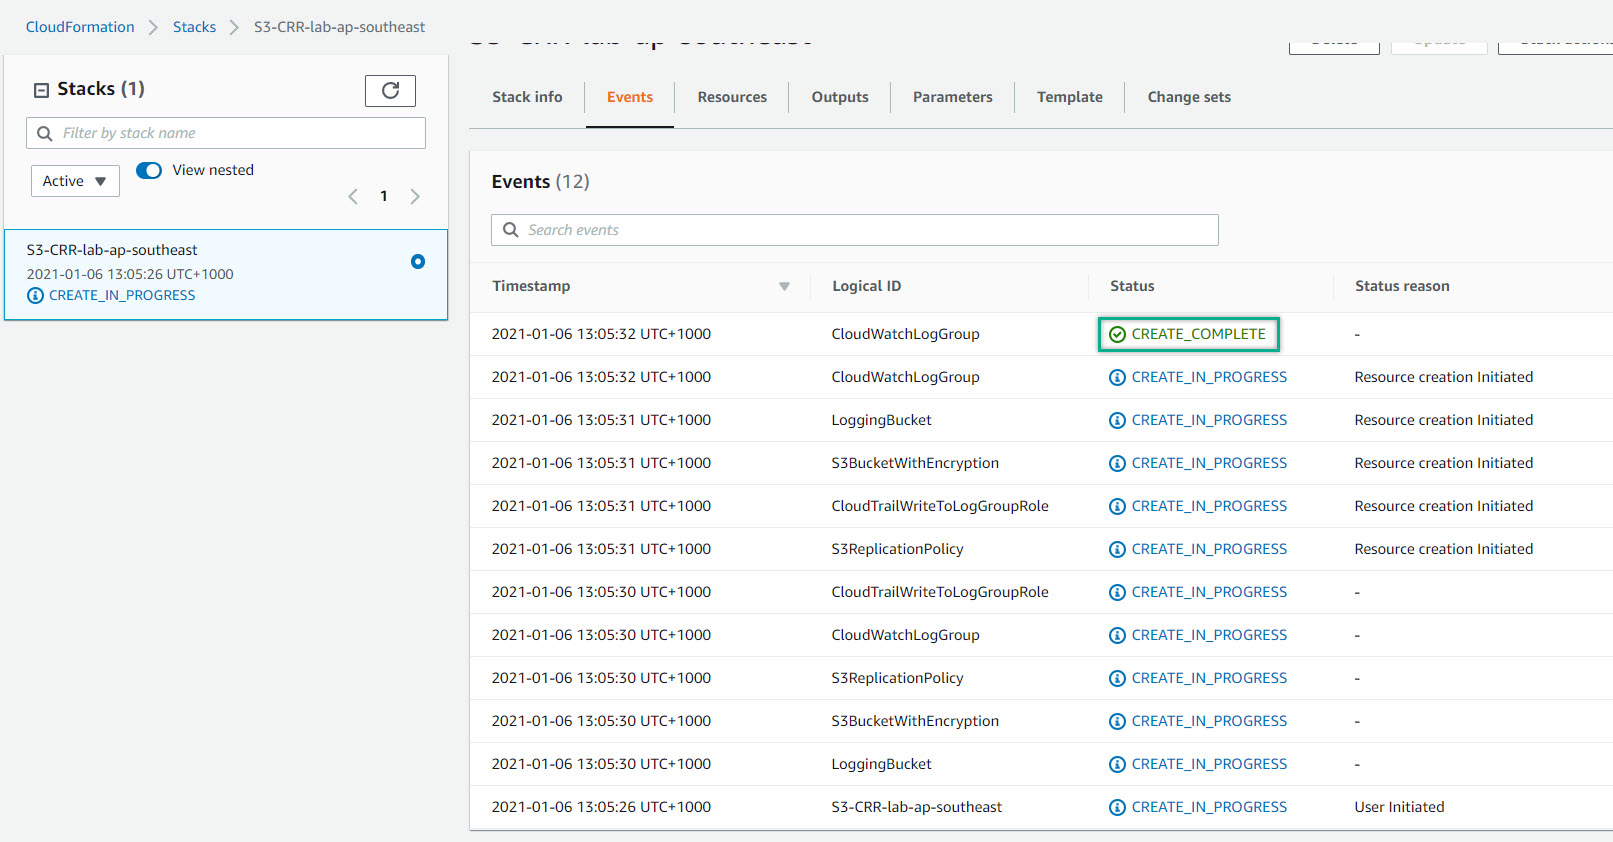 CloudFormation > Stacks > S3-CRR-lab-ap-southeast
S3-CRR-lab-ap-southeast
Delete Update Stack actions
Stacks (1)
Filter by stack name
Active View nested
1
S3-CRR-lab-ap-southeast
2021-01-06 13:05:26 UTC+1000
CREATE_IN_PROGRESS
Stack info Events Resources Outputs Parameters Template Change sets
Events (12)
Search events
Timestamp Logical ID Status Status reason
2021-01-06 13:05:32 UTC+1000 CloudWatchLogGroup CREATE_COMPLETE -
2021-01-06 13:05:32 UTC+1000 CloudWatchLogGroup CREATE_IN_PROGRESS Resource creation Initiated
2021-01-06 13:05:31 UTC+1000 LoggingBucket CREATE_IN_PROGRESS Resource creation Initiated
2021-01-06 13:05:31 UTC+1000 S3BucketWithEncryption CREATE_IN_PROGRESS Resource creation Initiated
2021-01-06 13:05:31 UTC+1000 CloudTrailWriteToLogGroupRole CREATE_IN_PROGRESS Resource creation Initiated
2021-01-06 13:05:31 UTC+1000 S3ReplicationPolicy CREATE_IN_PROGRESS Resource creation Initiated
2021-01-06 13:05:30 UTC+1000 CloudTrailWriteToLogGroupRole CREATE_IN_PROGRESS -
2021-01-06 13:05:30 UTC+1000 CloudWatchLogGroup CREATE_IN_PROGRESS -
2021-01-06 13:05:30 UTC+1000 S3ReplicationPolicy CREATE_IN_PROGRESS -
2021-01-06 13:05:30 UTC+1000 S3BucketWithEncryption CREATE_IN_PROGRESS -
2021-01-06 13:05:30 UTC+1000 LoggingBucket CREATE_IN_PROGRESS -
2021-01-06 13:05:26 UTC+1000 S3-CRR-lab-ap-southeast CREATE_IN_PROGRESS User Initiated